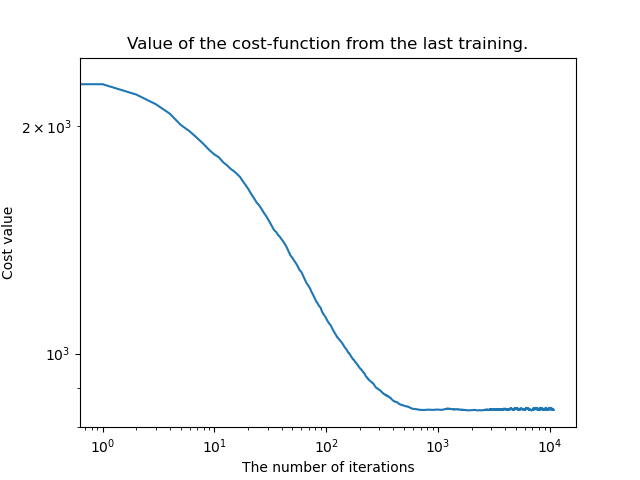 Value of the cost-function from the last training.
2 × 10³
Cost value
10³
10⁰ 10¹ 10² 10³ 10⁴
The number of iterations